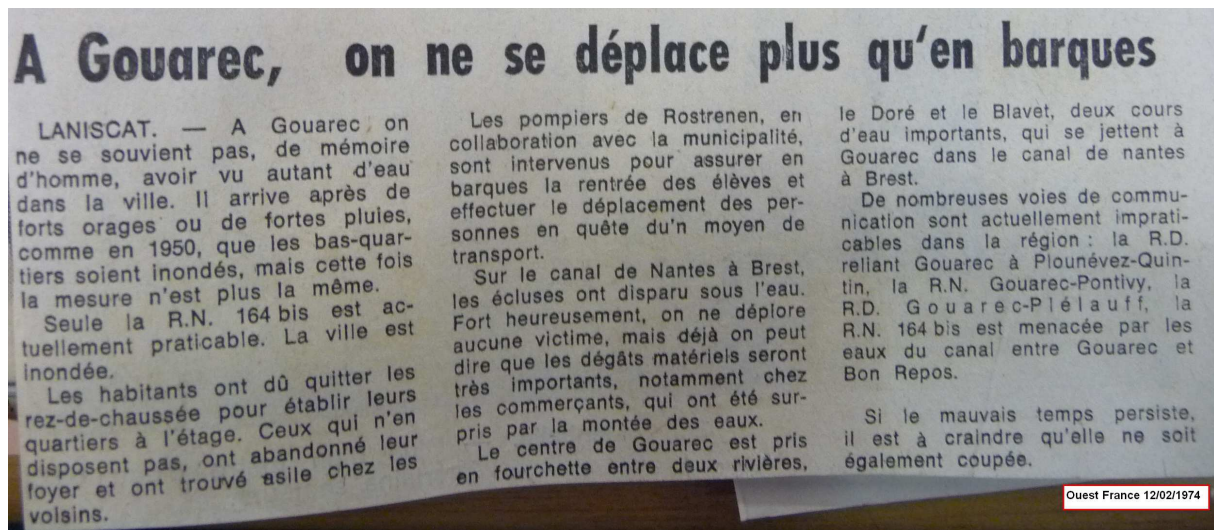 A Gouarec, on ne se déplace plus qu'en barques
LANISCAT. — A Gouarec on
ne se souvient pas, de mémoire
d'homme, avoir vu autant d'eau
dans la ville. Il arrive après de
forts orages ou de fortes pluies,
comme en 1950, que les bas-quar-
tiers soient inondés, mais cette fois
la mesure n'est plus la même.
Seule la R.N. 164 bis est ac-
tuellement praticable. La ville est
inondée.
Les habitants ont dû quitter les
rez-de-chaussée pour établir leurs
quartiers à l'étage. Ceux qui n'en
disposent pas, ont abandonné leur
foyer et ont trouvé asile chez les
voisins.
Les pompiers de Rostrenen, en
collaboration avec la municipalité,
sont intervenus pour assurer en
barques la rentrée des élèves et
effectuer le déplacement des per-
sonnes en quête du'n moyen de
transport.
Sur le canal de Nantes à Brest,
les écluses ont disparu sous l'eau.
Fort heureusement, on ne déplore
aucune victime, mais déjà on peut
dire que les dégâts matériels seront
très importants, notamment chez
les commerçants, qui ont été sur-
pris par la montée des eaux.
Le centre de Gouarec est pris
en fourchette entre deux rivières,
le Doré et le Blavet, deux cours
d'eau importants, qui se jettent à
Gouarec dans le canal de nantes
à Brest.
De nombreuses voies de commu-
nication sont actuellement imprati-
cables dans la région : la R.D.
reliant Gouarec à Plounévez-Quin-
tin, la R.N. Gouarec-Pontivy, la
R.D. Gouarec-Plélauff, la
R.N. 164 bis est menacée par les
eaux du canal entre Gouarec et
Bon Repos.
Si le mauvais temps persiste,
il est à craindre qu'elle ne soit
également coupée.
Ouest France 12/02/1974